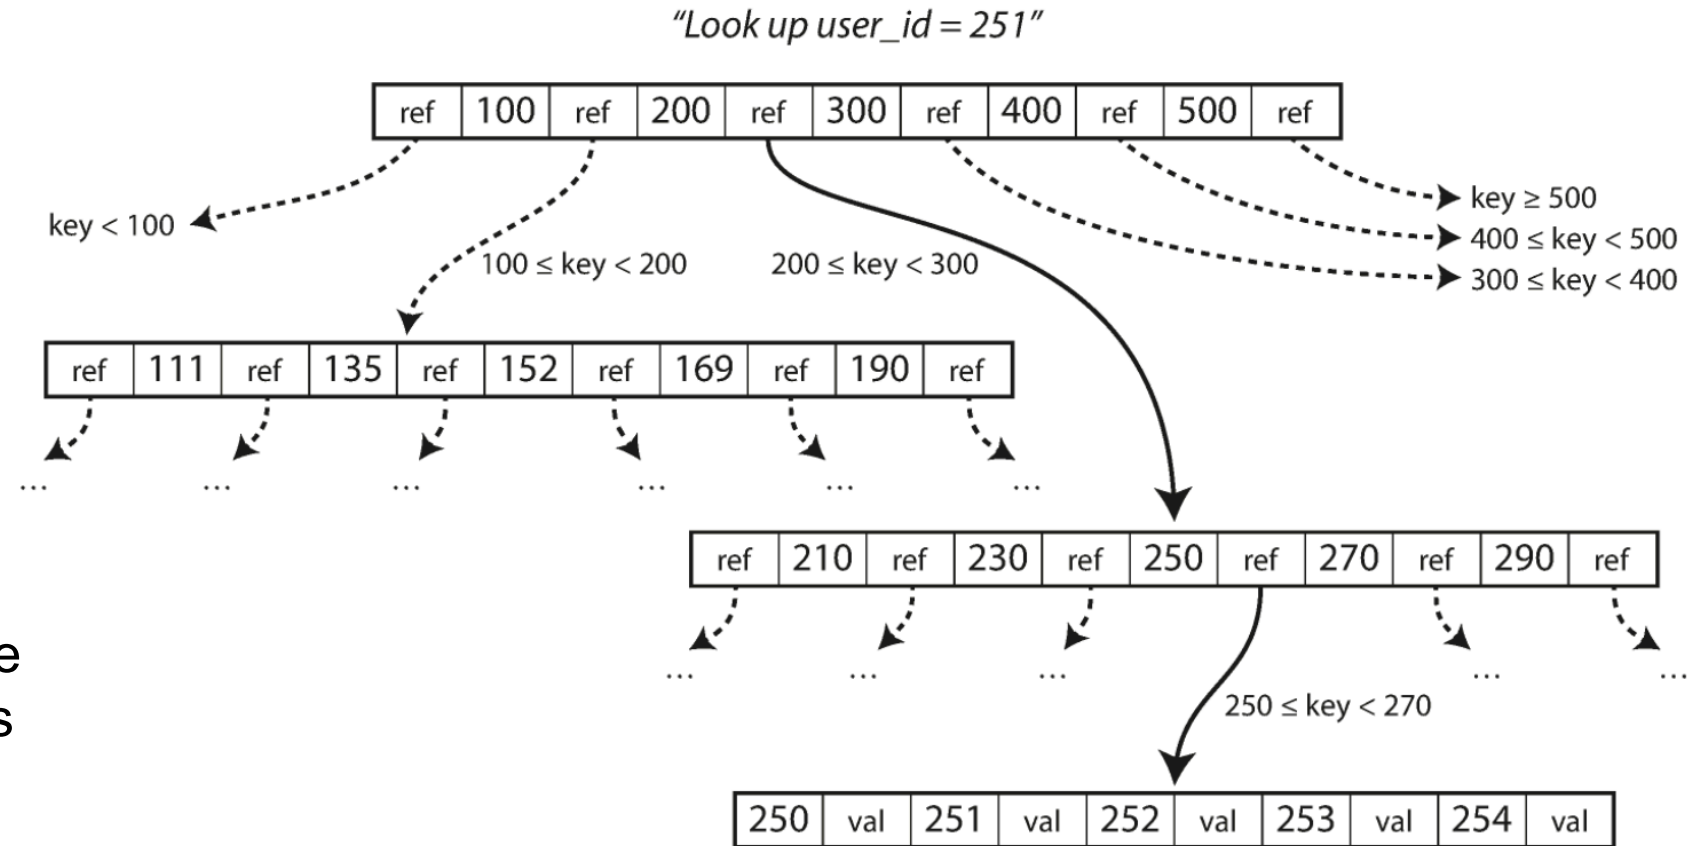 “Look up user_id = 251”
ref 100 ref 200 ref 300 ref 400 ref 500 ref
key < 100
key ≥ 500
400 ≤ key < 500
300 ≤ key < 400
100 ≤ key < 200
200 ≤ key < 300
ref 111 ref 135 ref 152 ref 169 ref 190 ref
... ... ... ... ... ...
ref 210 ref 230 ref 250 ref 270 ref 290 ref
... ... ... ... ...
e
s
250 ≤ key < 270
250 val 251 val 252 val 253 val 254 val